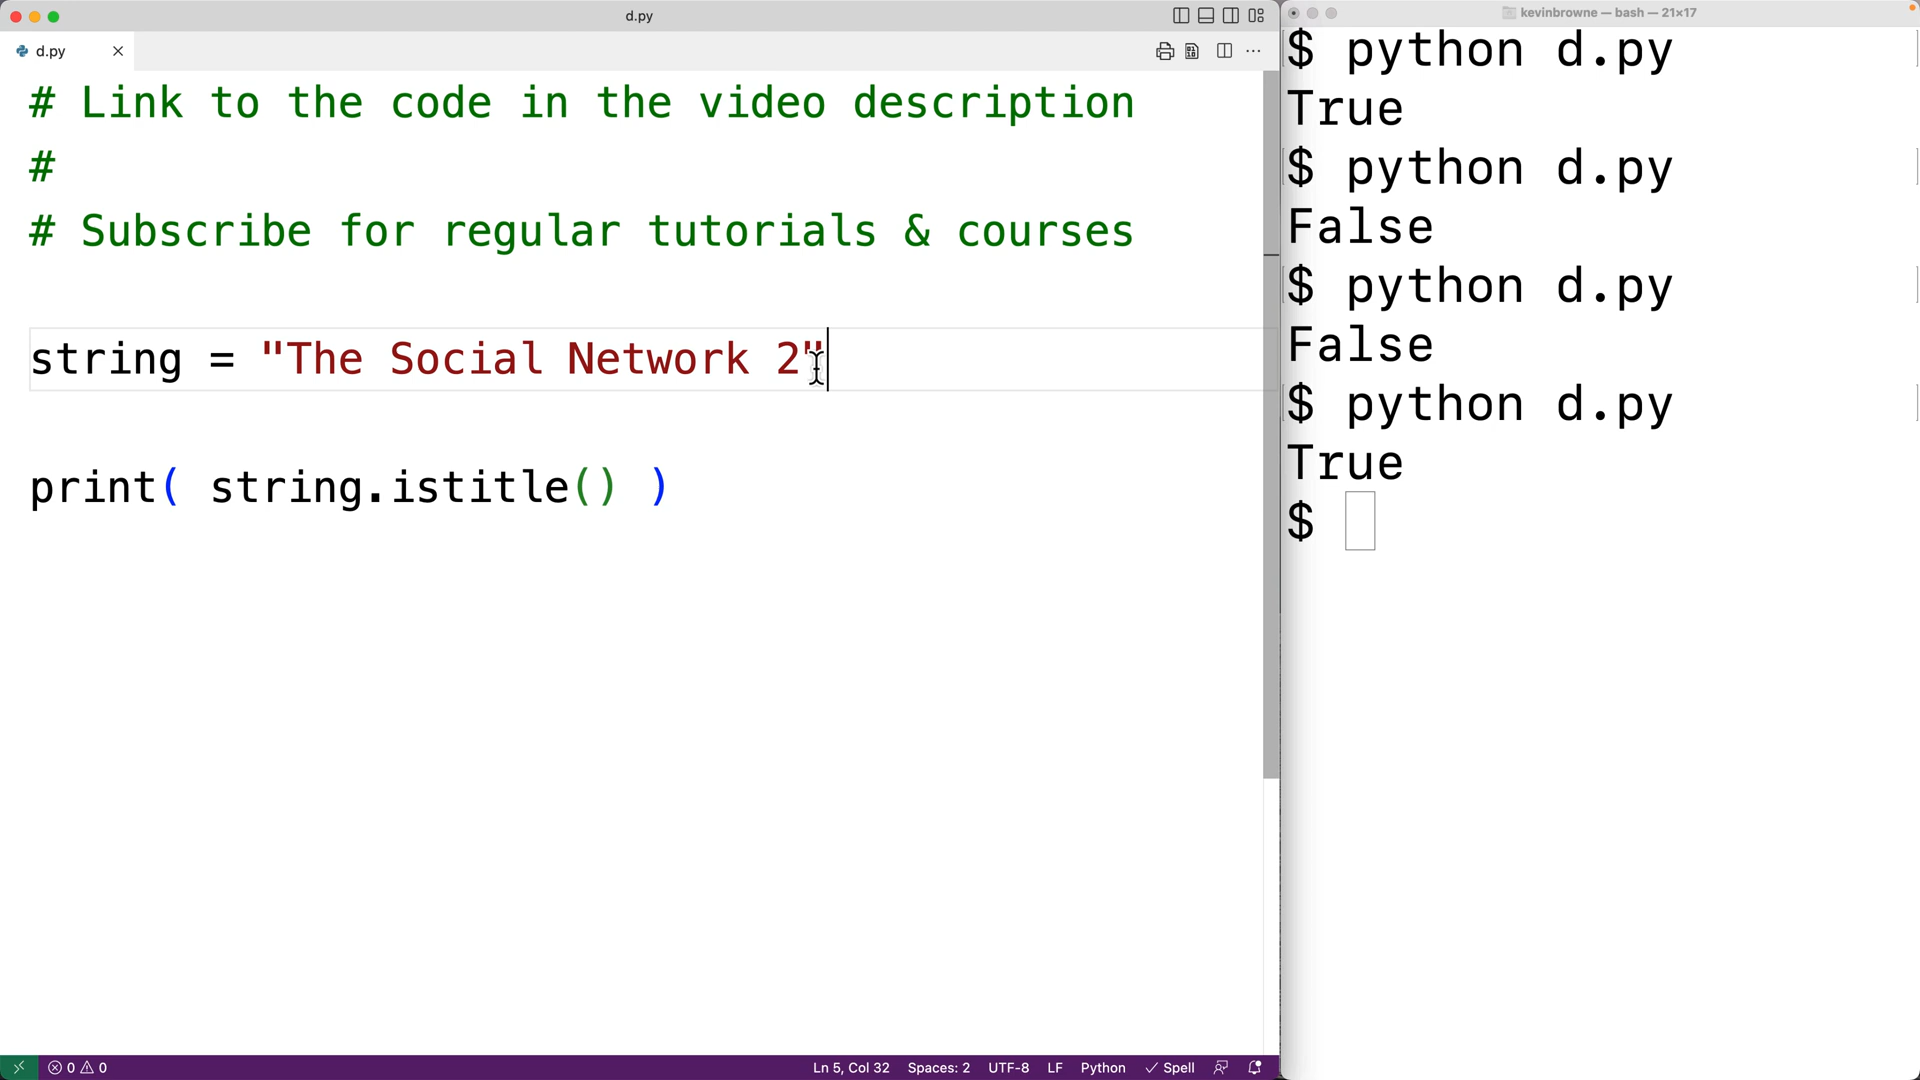 d.py
d.py
# Link to the code in the video description
#
# Subscribe for regular tutorials & courses
string = "The Social Network 2"
print( string.istitle() )
0 0
Ln 5, Col 32 Spaces: 2 UTF-8 LF Python Spell
kevinbrowne — bash — 21×17
$ python d.py
True
$ python d.py
False
$ python d.py
False
$ python d.py
True
$